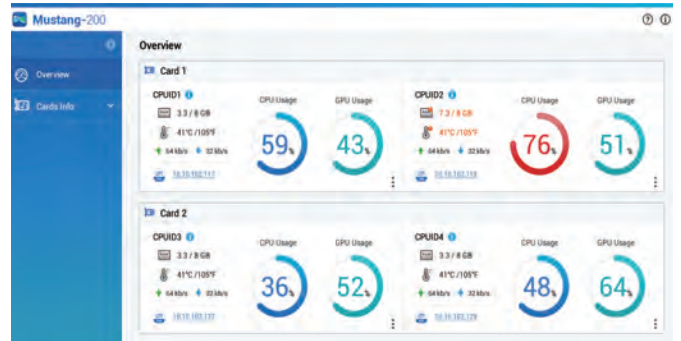 Mustang-200
Overview
Overview
Cards Info
Card 1
CPUID1
CPU Usage
GPU Usage
3.3 / 8 GB
41°C /105°F
64 kb/s 32 kb/s
59%
43%
CPUID2
CPU Usage
GPU Usage
7.3 / 8 GB
41°C /105°F
64 kb/s 32 kb/s
76%
51%
Card 2
CPUID3
CPU Usage
GPU Usage
3.3 / 8 GB
41°C /105°F
64 kb/s 32 kb/s
36%
52%
CPUID4
CPU Usage
GPU Usage
3.3 / 8 GB
41°C /105°F
64 kb/s 32 kb/s
48%
64%